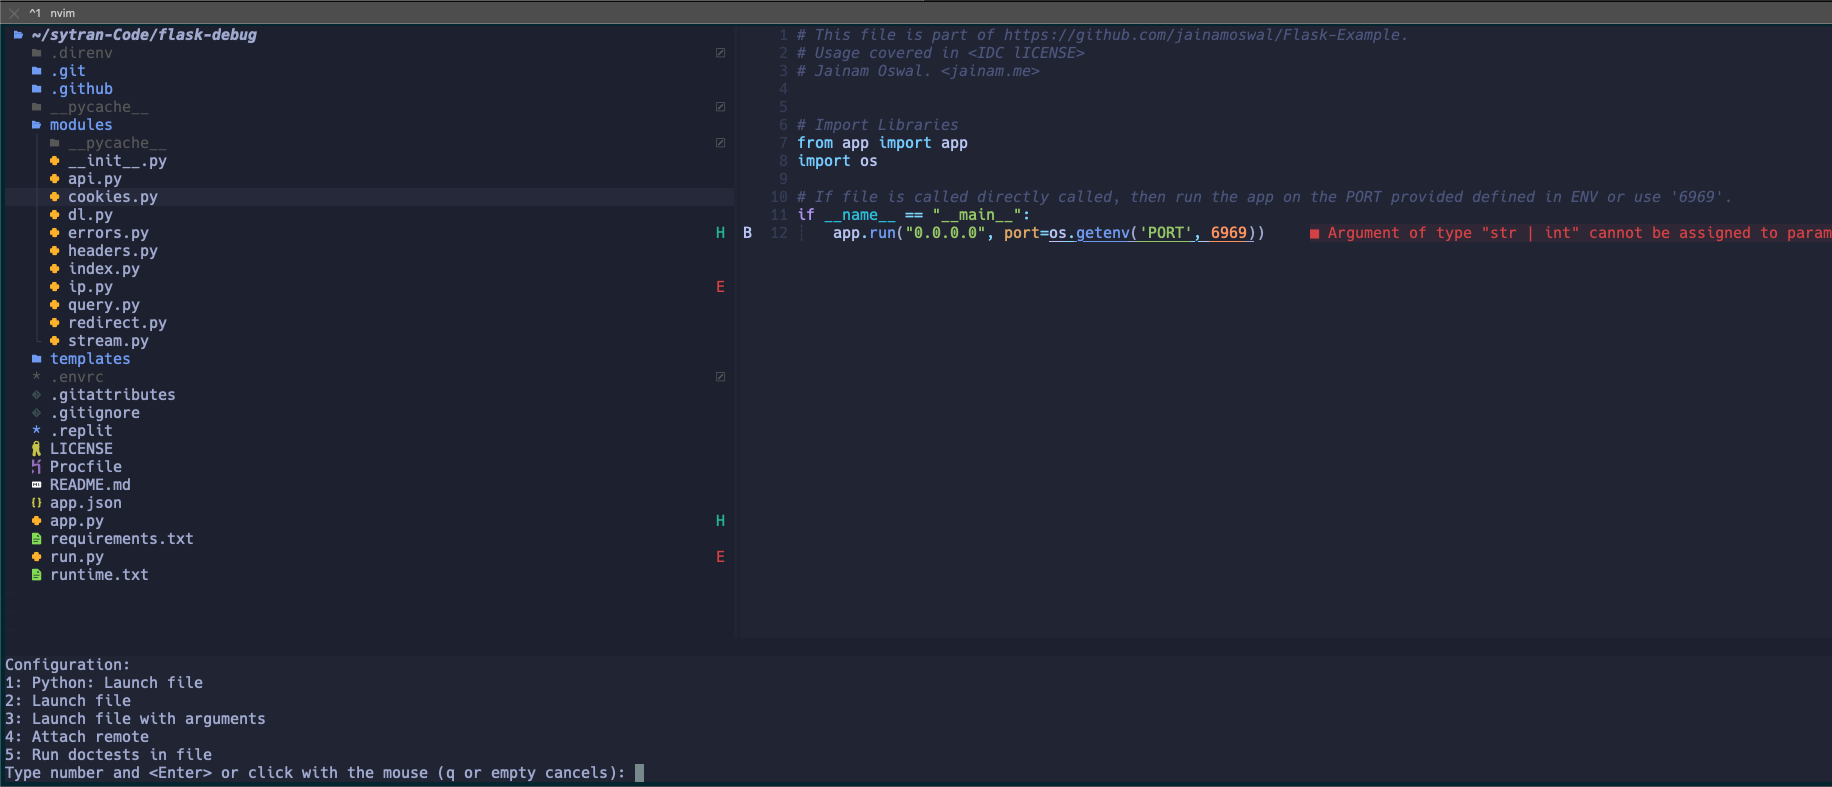 ^1 nvim
~/sytran-Code/flask-debug
.direnv
.git
.github
__pycache__
modules
__pycache__
__init__.py
api.py
cookies.py
dl.py
errors.py H
headers.py
index.py
ip.py E
query.py
redirect.py
stream.py
templates
* .envrc
.gitattributes
.gitignore
* .replit
LICENSE
Procfile
README.md
{} app.json
app.py H
requirements.txt
run.py E
runtime.txt
1 # This file is part of https://github.com/jainamoswal/Flask-Example.
2 # Usage covered in <IDC lICENSE>
3 # Jainam Oswal. <jainam.me>
4
5
6 # Import Libraries
7 from app import app
8 import os
9
10 # If file is called directly called, then run the app on the PORT provided defined in ENV or use '6969'.
11 if __name__ == "__main__":
B 12 app.run("0.0.0.0", port=os.getenv('PORT', 6969)) ■ Argument of type "str | int" cannot be assigned to param
Configuration:
1: Python: Launch file
2: Launch file
3: Launch file with arguments
4: Attach remote
5: Run doctests in file
Type number and <Enter> or click with the mouse (q or empty cancels):